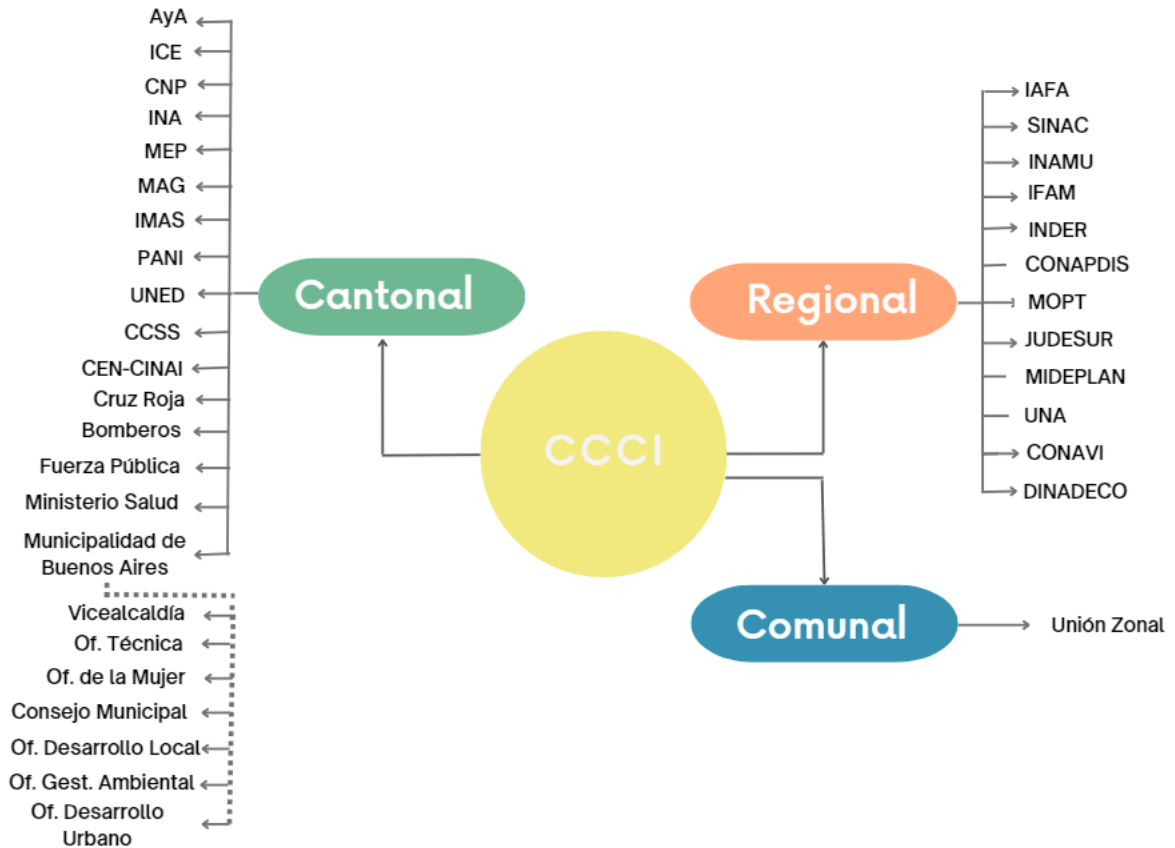 AyA
ICE
CNP
INA
MEP
MAG
IMAS
PANI
UNED
CCSS
CEN-CINAI
Cruz Roja
Bomberos
Fuerza Pública
Ministerio Salud
Municipalidad de
Buenos Aires
Vicealcaldía
Of. Técnica
Of. de la Mujer
Consejo Municipal
Of. Desarrollo Local
Of. Gest. Ambiental
Of. Desarrollo
Urbano
Cantonal
CCCI
Regional
IAFA
SINAC
INAMU
IFAM
INDER
CONAPDIS
MOPT
JUDESUR
MIDEPLAN
UNA
CONAVI
DINADECO
Comunal
Unión Zonal